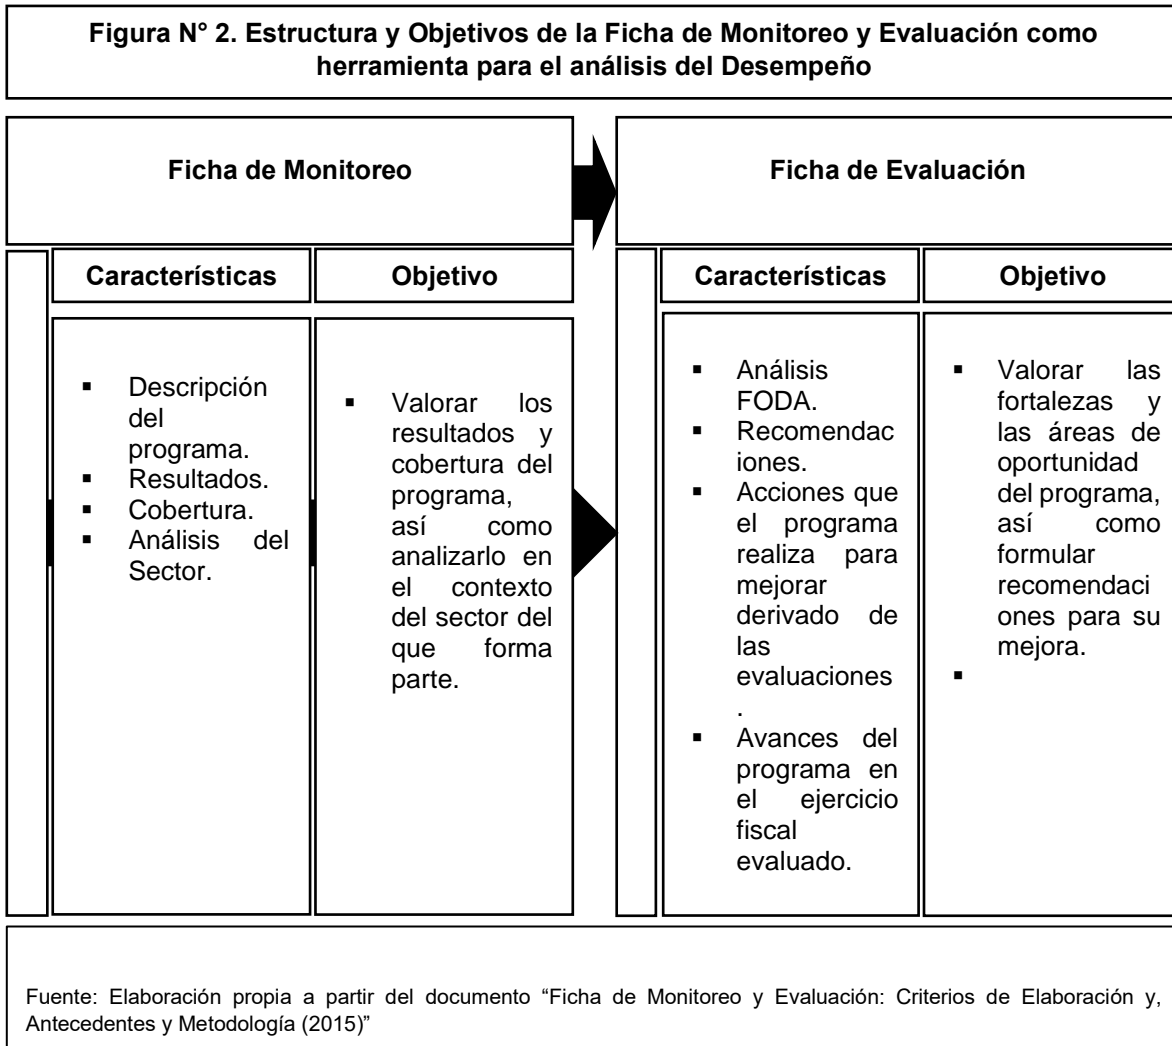 Figura N° 2. Estructura y Objetivos de la Ficha de Monitoreo y Evaluación como
herramienta para el análisis del Desempeño
Ficha de Monitoreo
Características
▪ Descripción
del
programa.
▪ Resultados.
▪ Cobertura.
▪ Análisis del
Sector.
Objetivo
▪ Valorar los
resultados y
cobertura del
programa,
así como
analizarlo en
el contexto
del sector del
que forma
parte.
Ficha de Evaluación
Características
▪ Análisis
FODA.
▪ Recomendac
iones.
▪ Acciones que
el programa
realiza para
mejorar
derivado de
las
evaluaciones
.
▪ Avances del
programa en
el ejercicio
fiscal
evaluado.
Objetivo
▪ Valorar las
fortalezas y
las áreas de
oportunidad
del programa,
así como
formular
recomendaci
ones para su
mejora.
▪
Fuente: Elaboración propia a partir del documento “Ficha de Monitoreo y Evaluación: Criterios de Elaboración y,
Antecedentes y Metodología (2015)”